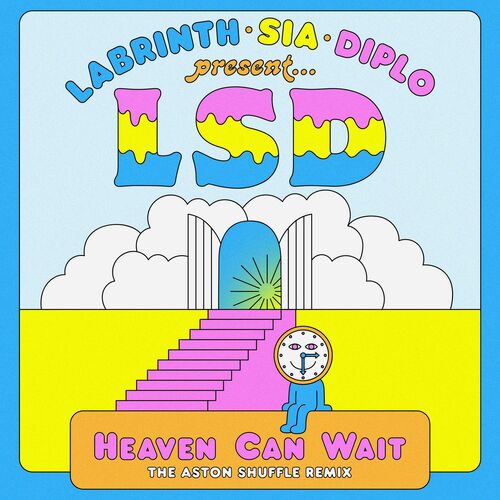 LABRINTH · SIA · DIPLO
present...
LSD
HEAVEN CAN WAIT
THE ASTON SHUFFLE REMIX